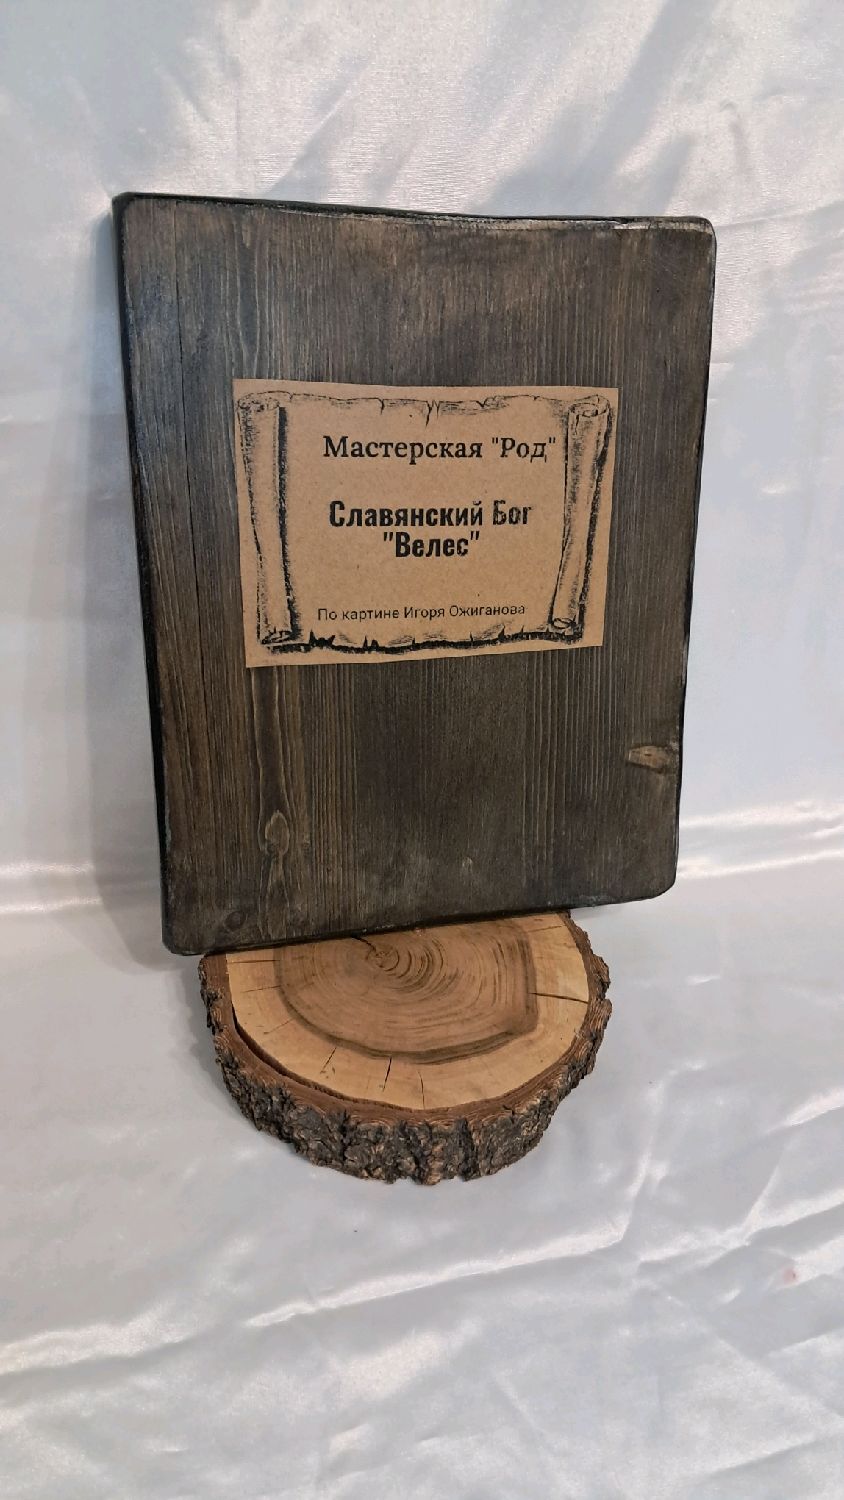 Мастерская "Род"
Славянский Бог
"Велес"
По картине Игоря Ожиганова